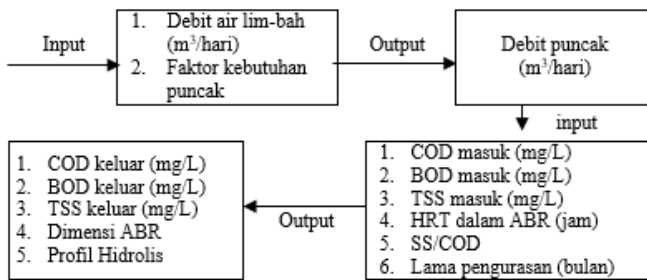 Input
1. Debit air lim-bah
(m³/hari)
2. Faktor kebutuhan
puncak
Output
Debit puncak
(m³/hari)
input
1. COD masuk (mg/L)
2. BOD masuk (mg/L)
3. TSS masuk (mg/L)
4. HRT dalam ABR (jam)
5. SS/COD
6. Lama pengurasan (bulan)
Output
1. COD keluar (mg/L)
2. BOD keluar (mg/L)
3. TSS keluar (mg/L)
4. Dimensi ABR
5. Profil Hidrolis